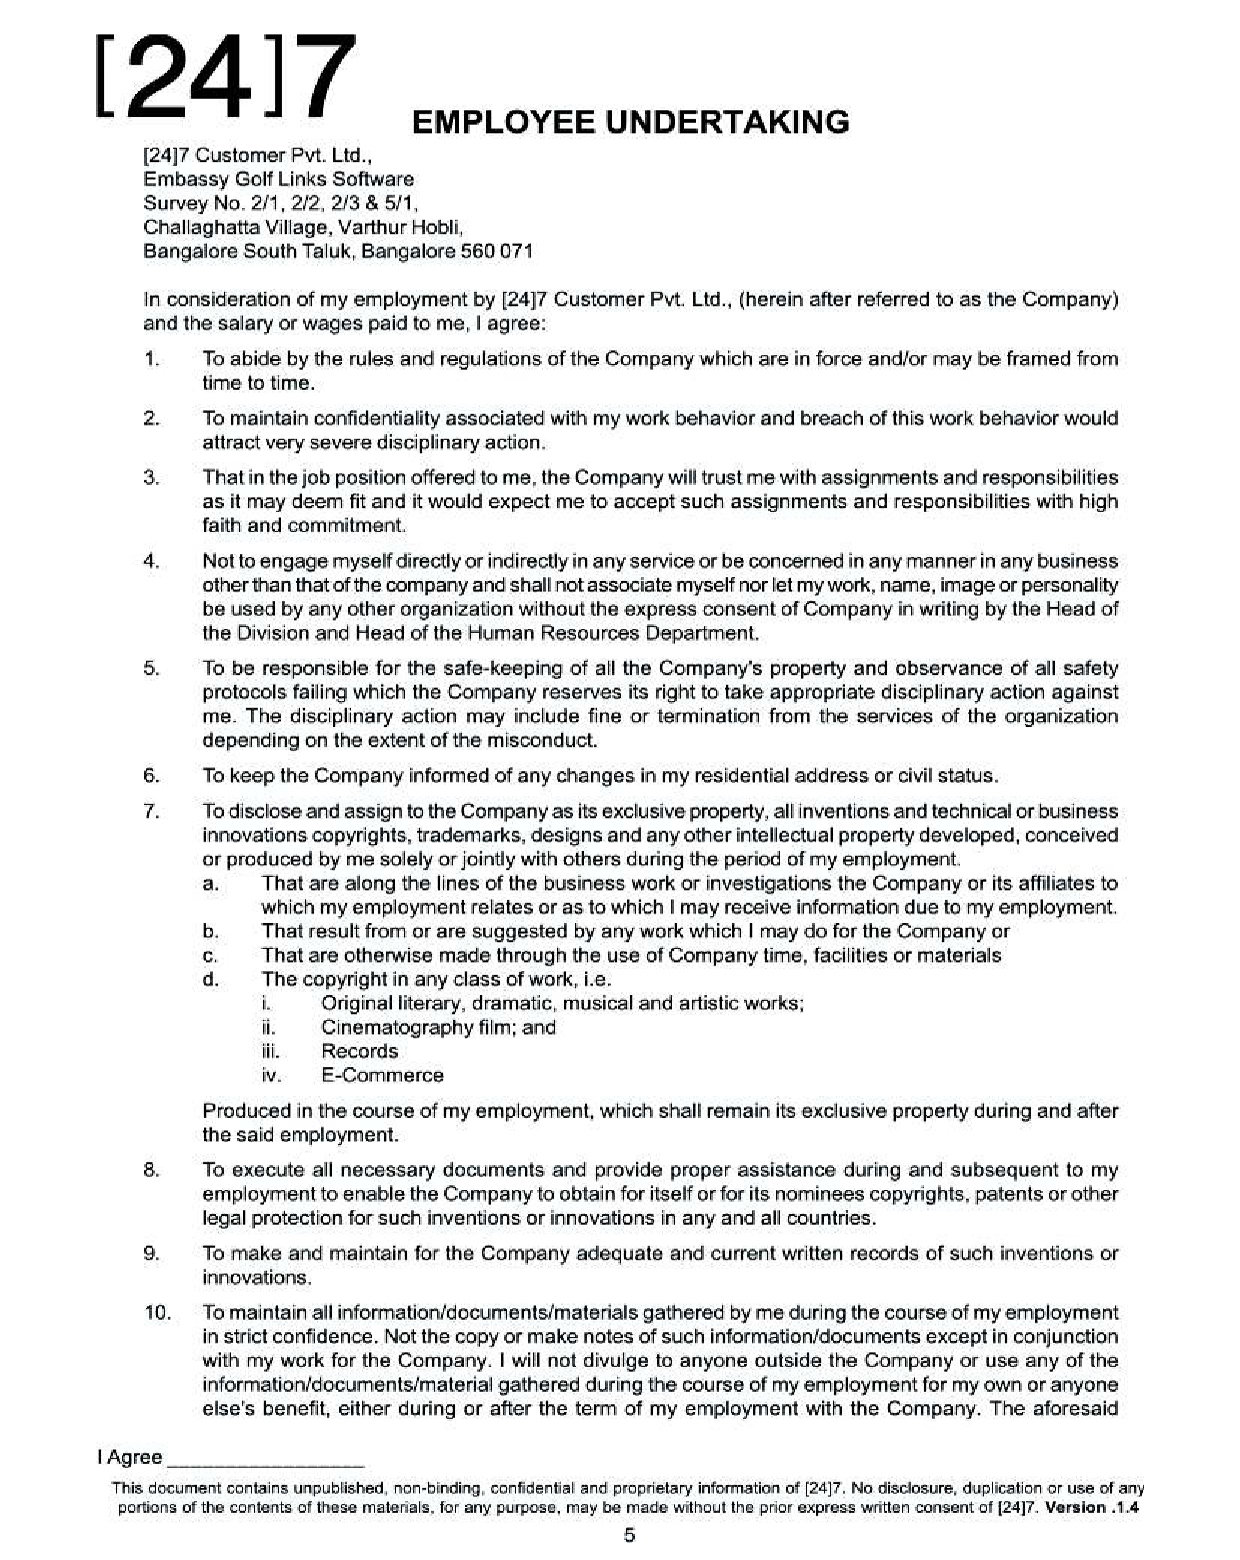 [24]7
EMPLOYEE UNDERTAKING
[24]7 Customer Pvt. Ltd.,
Embassy Golf Links Software
Survey No. 2/1, 2/2, 2/3 & 5/1,
Challaghatta Village, Varthur Hobli,
Bangalore South Taluk, Bangalore 560 071
In consideration of my employment by [24]7 Customer Pvt. Ltd., (herein after referred to as the Company)
and the salary or wages paid to me, I agree:
1. To abide by the rules and regulations of the Company which are in force and/or may be framed from
time to time.
2. To maintain confidentiality associated with my work behavior and breach of this work behavior would
attract very severe disciplinary action.
3. That in the job position offered to me, the Company will trust me with assignments and responsibilities
as it may deem fit and it would expect me to accept such assignments and responsibilities with high
faith and commitment.
4. Not to engage myself directly or indirectly in any service or be concerned in any manner in any business
other than that of the company and shall not associate myself nor let my work, name, image or personality
be used by any other organization without the express consent of Company in writing by the Head of
the Division and Head of the Human Resources Department.
5. To be responsible for the safe-keeping of all the Company's property and observance of all safety
protocols failing which the Company reserves its right to take appropriate disciplinary action against
me. The disciplinary action may include fine or termination from the services of the organization
depending on the extent of the misconduct.
6. To keep the Company informed of any changes in my residential address or civil status.
7. To disclose and assign to the Company as its exclusive property, all inventions and technical or business
innovations copyrights, trademarks, designs and any other intellectual property developed, conceived
or produced by me solely or jointly with others during the period of my employment.
a. That are along the lines of the business work or investigations the Company or its affiliates to
which my employment relates or as to which I may receive information due to my employment.
b. That result from or are suggested by any work which I may do for the Company or
c. That are otherwise made through the use of Company time, facilities or materials
d. The copyright in any class of work, i.e.
i. Original literary, dramatic, musical and artistic works;
ii. Cinematography film; and
iii. Records
iv. E-Commerce
Produced in the course of my employment, which shall remain its exclusive property during and after
the said employment.
8. To execute all necessary documents and provide proper assistance during and subsequent to my
employment to enable the Company to obtain for itself or for its nominees copyrights, patents or other
legal protection for such inventions or innovations in any and all countries.
9. To make and maintain for the Company adequate and current written records of such inventions or
innovations.
10. To maintain all information/documents/materials gathered by me during the course of my employment
in strict confidence. Not the copy or make notes of such information/documents except in conjunction
with my work for the Company. I will not divulge to anyone outside the Company or use any of the
information/documents/material gathered during the course of my employment for my own or anyone
else's benefit, either during or after the term of my employment with the Company. The aforesaid
I Agree __________________
This document contains unpublished, non-binding, confidential and proprietary information of [24]7. No disclosure, duplication or use of any
portions of the contents of these materials, for any purpose, may be made without the prior express written consent of [24]7. Version .1.4
5